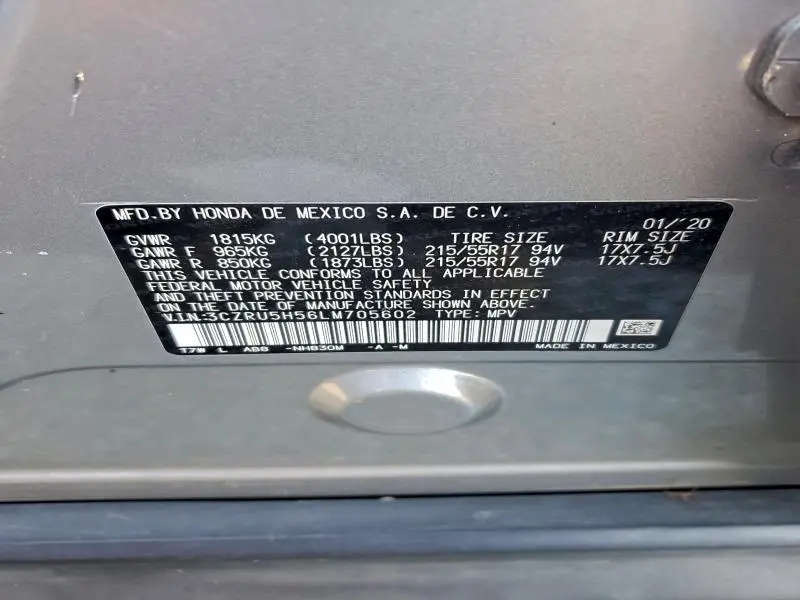 MFD.BY HONDA DE MEXICO S.A. DE C.V.
01/'20
GVWR 1815KG (4001LBS) TIRE SIZE RIM SIZE
GAWR F 965KG (2127LBS) 215/55R17 94V 17X7.5J
GAWR R 850KG (1873LBS) 215/55R17 94V 17X7.5J
THIS VEHICLE CONFORMS TO ALL APPLICABLE
FEDERAL MOTOR VEHICLE SAFETY
AND THEFT PREVENTION STANDARDS IN EFFECT
ON THE DATE OF MANUFACTURE SHOWN ABOVE.
V.I.N:3CZRU5H56LM705602 TYPE: MPV
T7W L ABB -NH830M -A -M MADE IN MEXICO